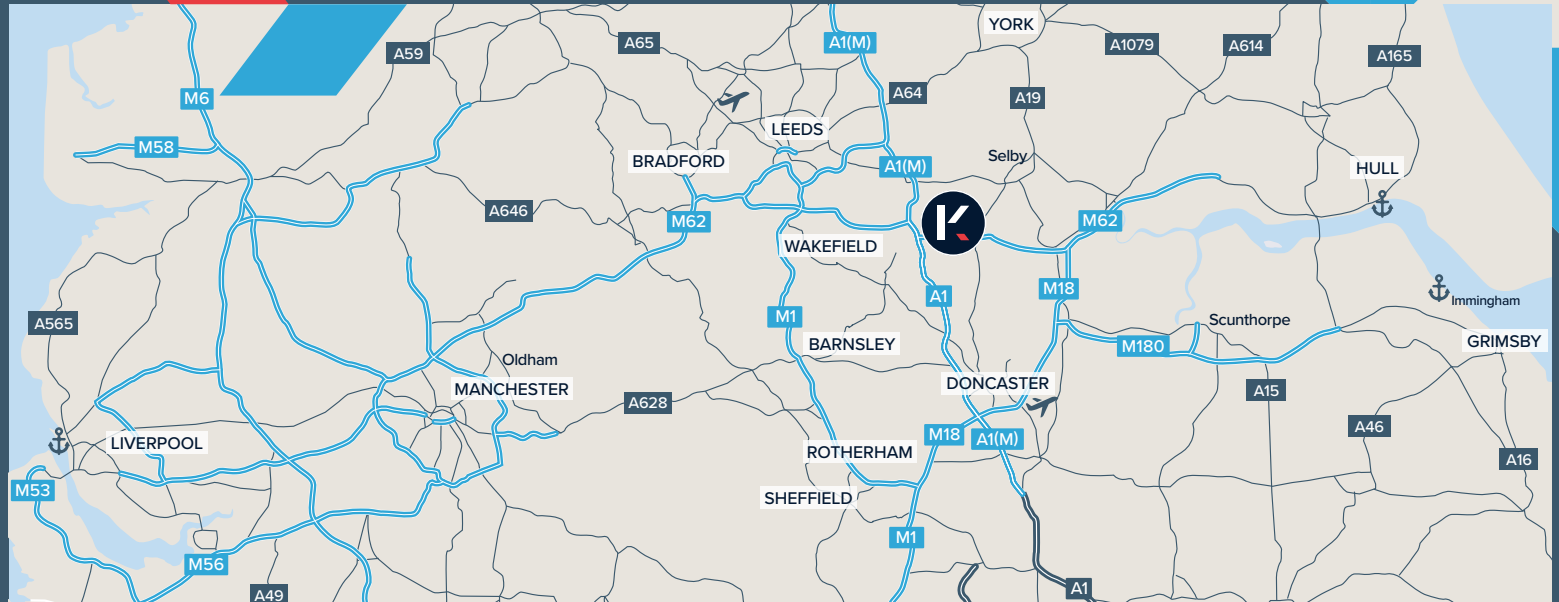 YORK
A1(M)
A65
A59
A1079
A614
A165
M6
A64
A19
LEEDS
M58
BRADFORD
A1(M)
Selby
HULL
A646
M62
K
M62
WAKEFIELD
A1
M18
Immingham
A565
M1
Scunthorpe
BARNSLEY
M180
GRIMSBY
Oldham
MANCHESTER
DONCASTER
A15
A628
LIVERPOOL
M18
A1(M)
A46
ROTHERHAM
A16
M53
SHEFFIELD
M1
M56
A49
A1